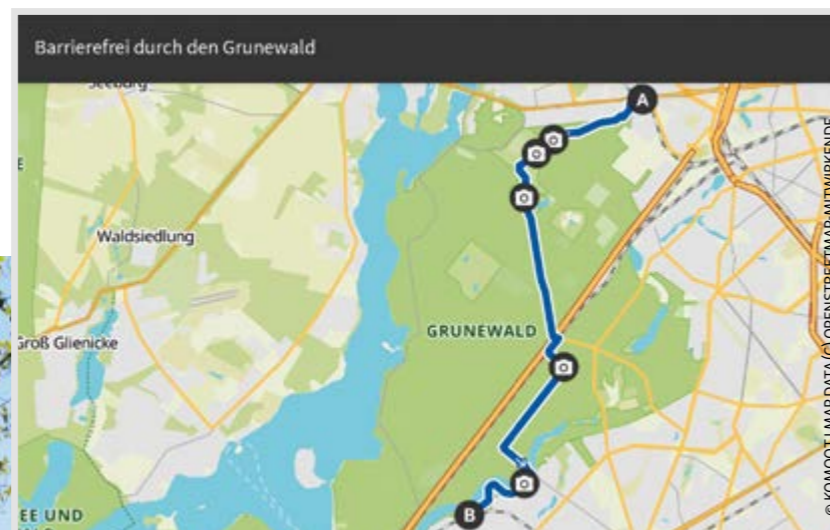 Barrierefrei durch den Grunewald
A
Waldsiedlung
GRUNEWALD
Groß Glienicke
B
EE UND
© KOMOOT | MAP DATA (C) OPENSTREETMAP-MITWIRKENDE